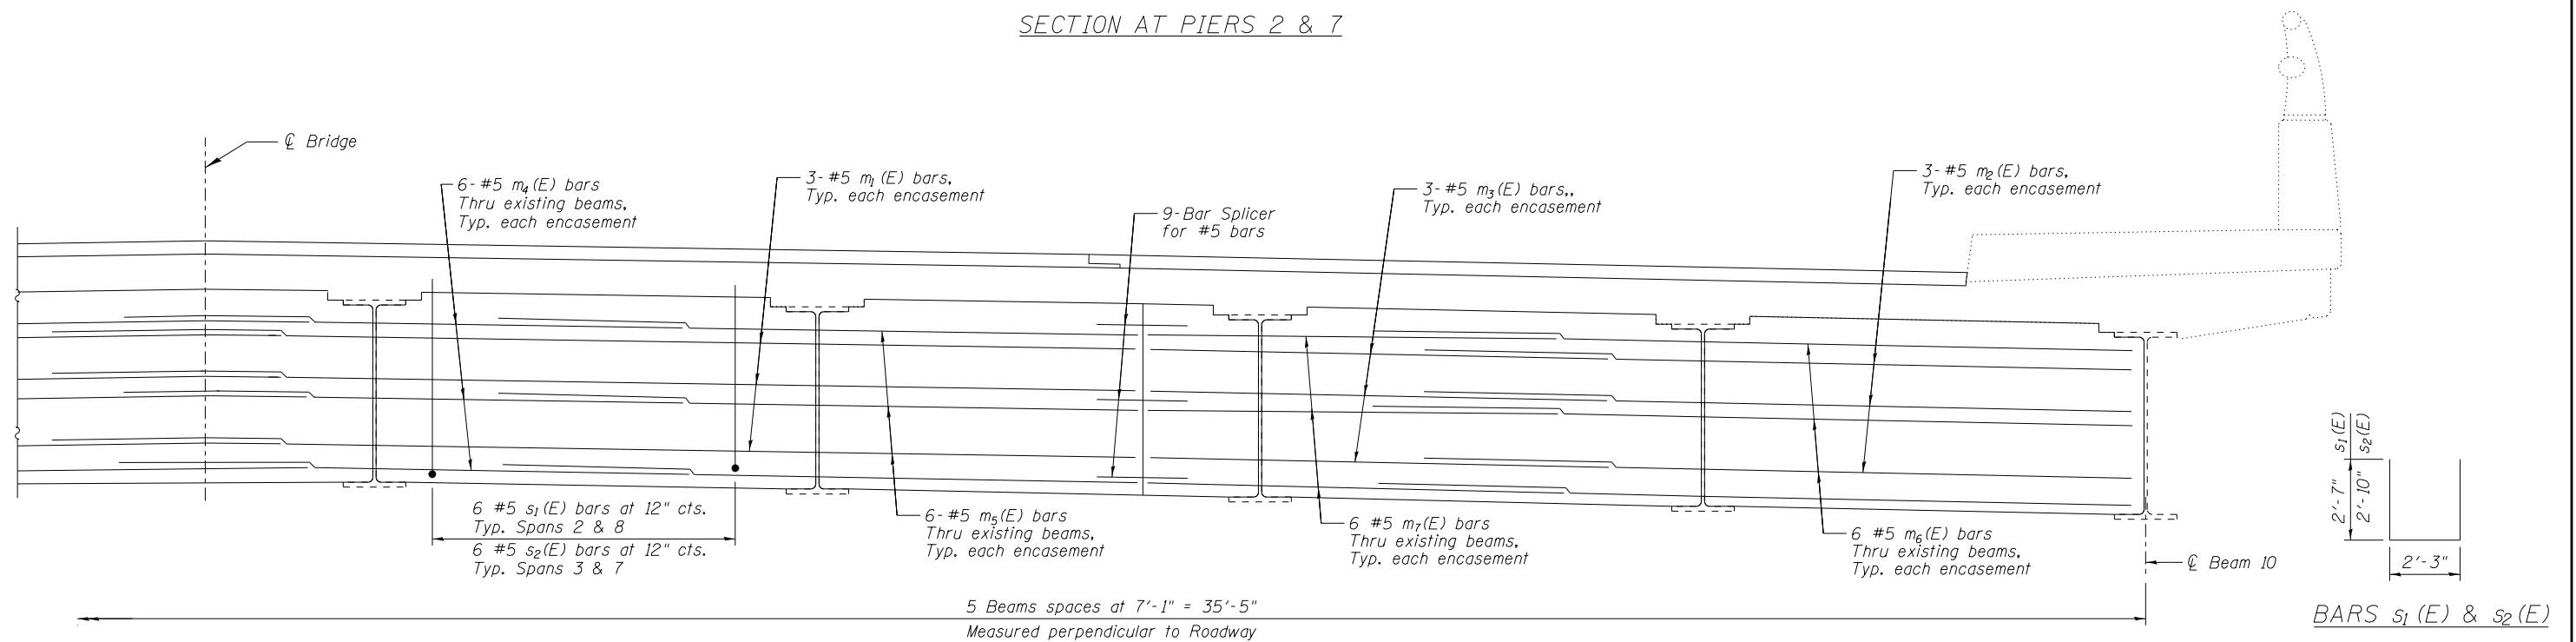 SECTION AT PIERS 2 & 7
℄ Bridge
6-#5 m₄(E) bars
Thru existing beams,
Typ. each encasement
3-#5 m₁(E) bars,
Typ. each encasement
9-Bar Splicer
for #5 bars
3-#5 m₃(E) bars,,
Typ. each encasement
3-#5 m₂(E) bars,
Typ. each encasement
6 #5 s₁(E) bars at 12" cts.
Typ. Spans 2 & 8
6 #5 s₂(E) bars at 12" cts.
Typ. Spans 3 & 7
6-#5 m₅(E) bars
Thru existing beams,
Typ. each encasement
6 #5 m₇(E) bars
Thru existing beams,
Typ. each encasement
6 #5 m₆(E) bars
Thru existing beams,
Typ. each encasement
℄ Beam 10
5 Beams spaces at 7'-1" = 35'-5"
Measured perpendicular to Roadway
2'-7" s₁(E)
2'-10" s₂(E)
2'-3"
BARS s₁(E) & s₂(E)